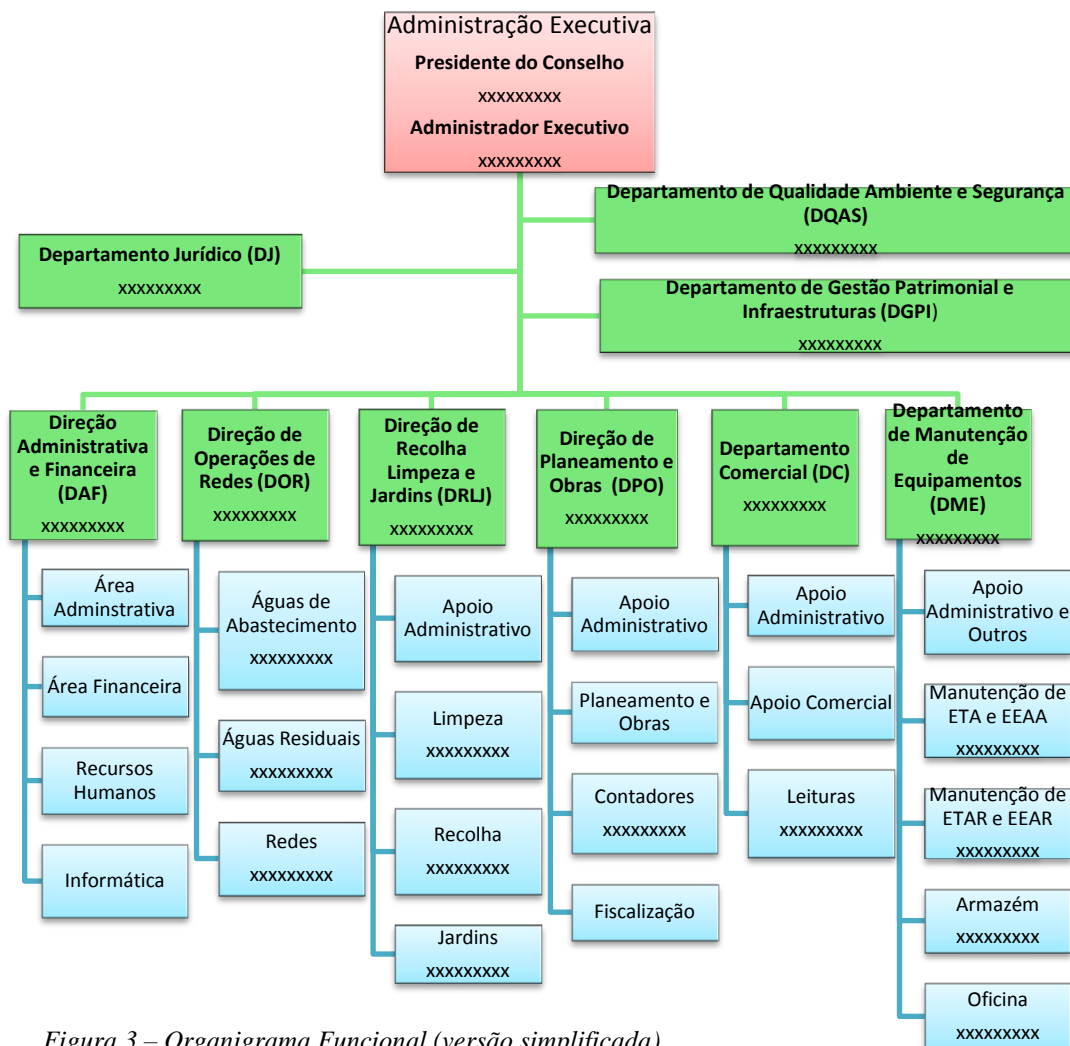 Administração Executiva
Presidente do Conselho
xxxxxxxxx
Administrador Executivo
xxxxxxxxx
Departamento de Qualidade Ambiente e Segurança
(DQAS)
xxxxxxxxx
Departamento Jurídico (DJ)
xxxxxxxxx
Departamento de Gestão Patrimonial e
Infraestruturas (DGPI)
xxxxxxxxx
Direção
Administrativa
e Financeira
(DAF)
xxxxxxxxx
Área
Adminstrativa
Área Financeira
Recursos
Humanos
Informática
Direção de
Operações de
Redes (DOR)
xxxxxxxxx
Águas de
Abastecimento
xxxxxxxxx
Águas Residuais
xxxxxxxxx
Redes
xxxxxxxxx
Direção de
Recolha
Limpeza e
Jardins (DRLJ)
xxxxxxxxx
Apoio
Administrativo
Limpeza
xxxxxxxxx
Recolha
xxxxxxxxx
Jardins
xxxxxxxxx
Direção de
Planeamento e
Obras (DPO)
xxxxxxxxx
Apoio
Administrativo
Planeamento e
Obras
Contadores
xxxxxxxxx
Fiscalização
Departamento
Comercial (DC)
xxxxxxxxx
Apoio
Administrativo
Apoio Comercial
Leituras
xxxxxxxxx
Departamento
de Manutenção
de
Equipamentos
(DME)
xxxxxxxxx
Apoio
Administrativo e
Outros
Manutenção de
ETA e EEAA
xxxxxxxxx
Manutenção de
ETAR e EEAR
xxxxxxxxx
Armazém
xxxxxxxxx
Oficina
xxxxxxxxx
Figura 3 – Organigrama Funcional (versão simplificada)